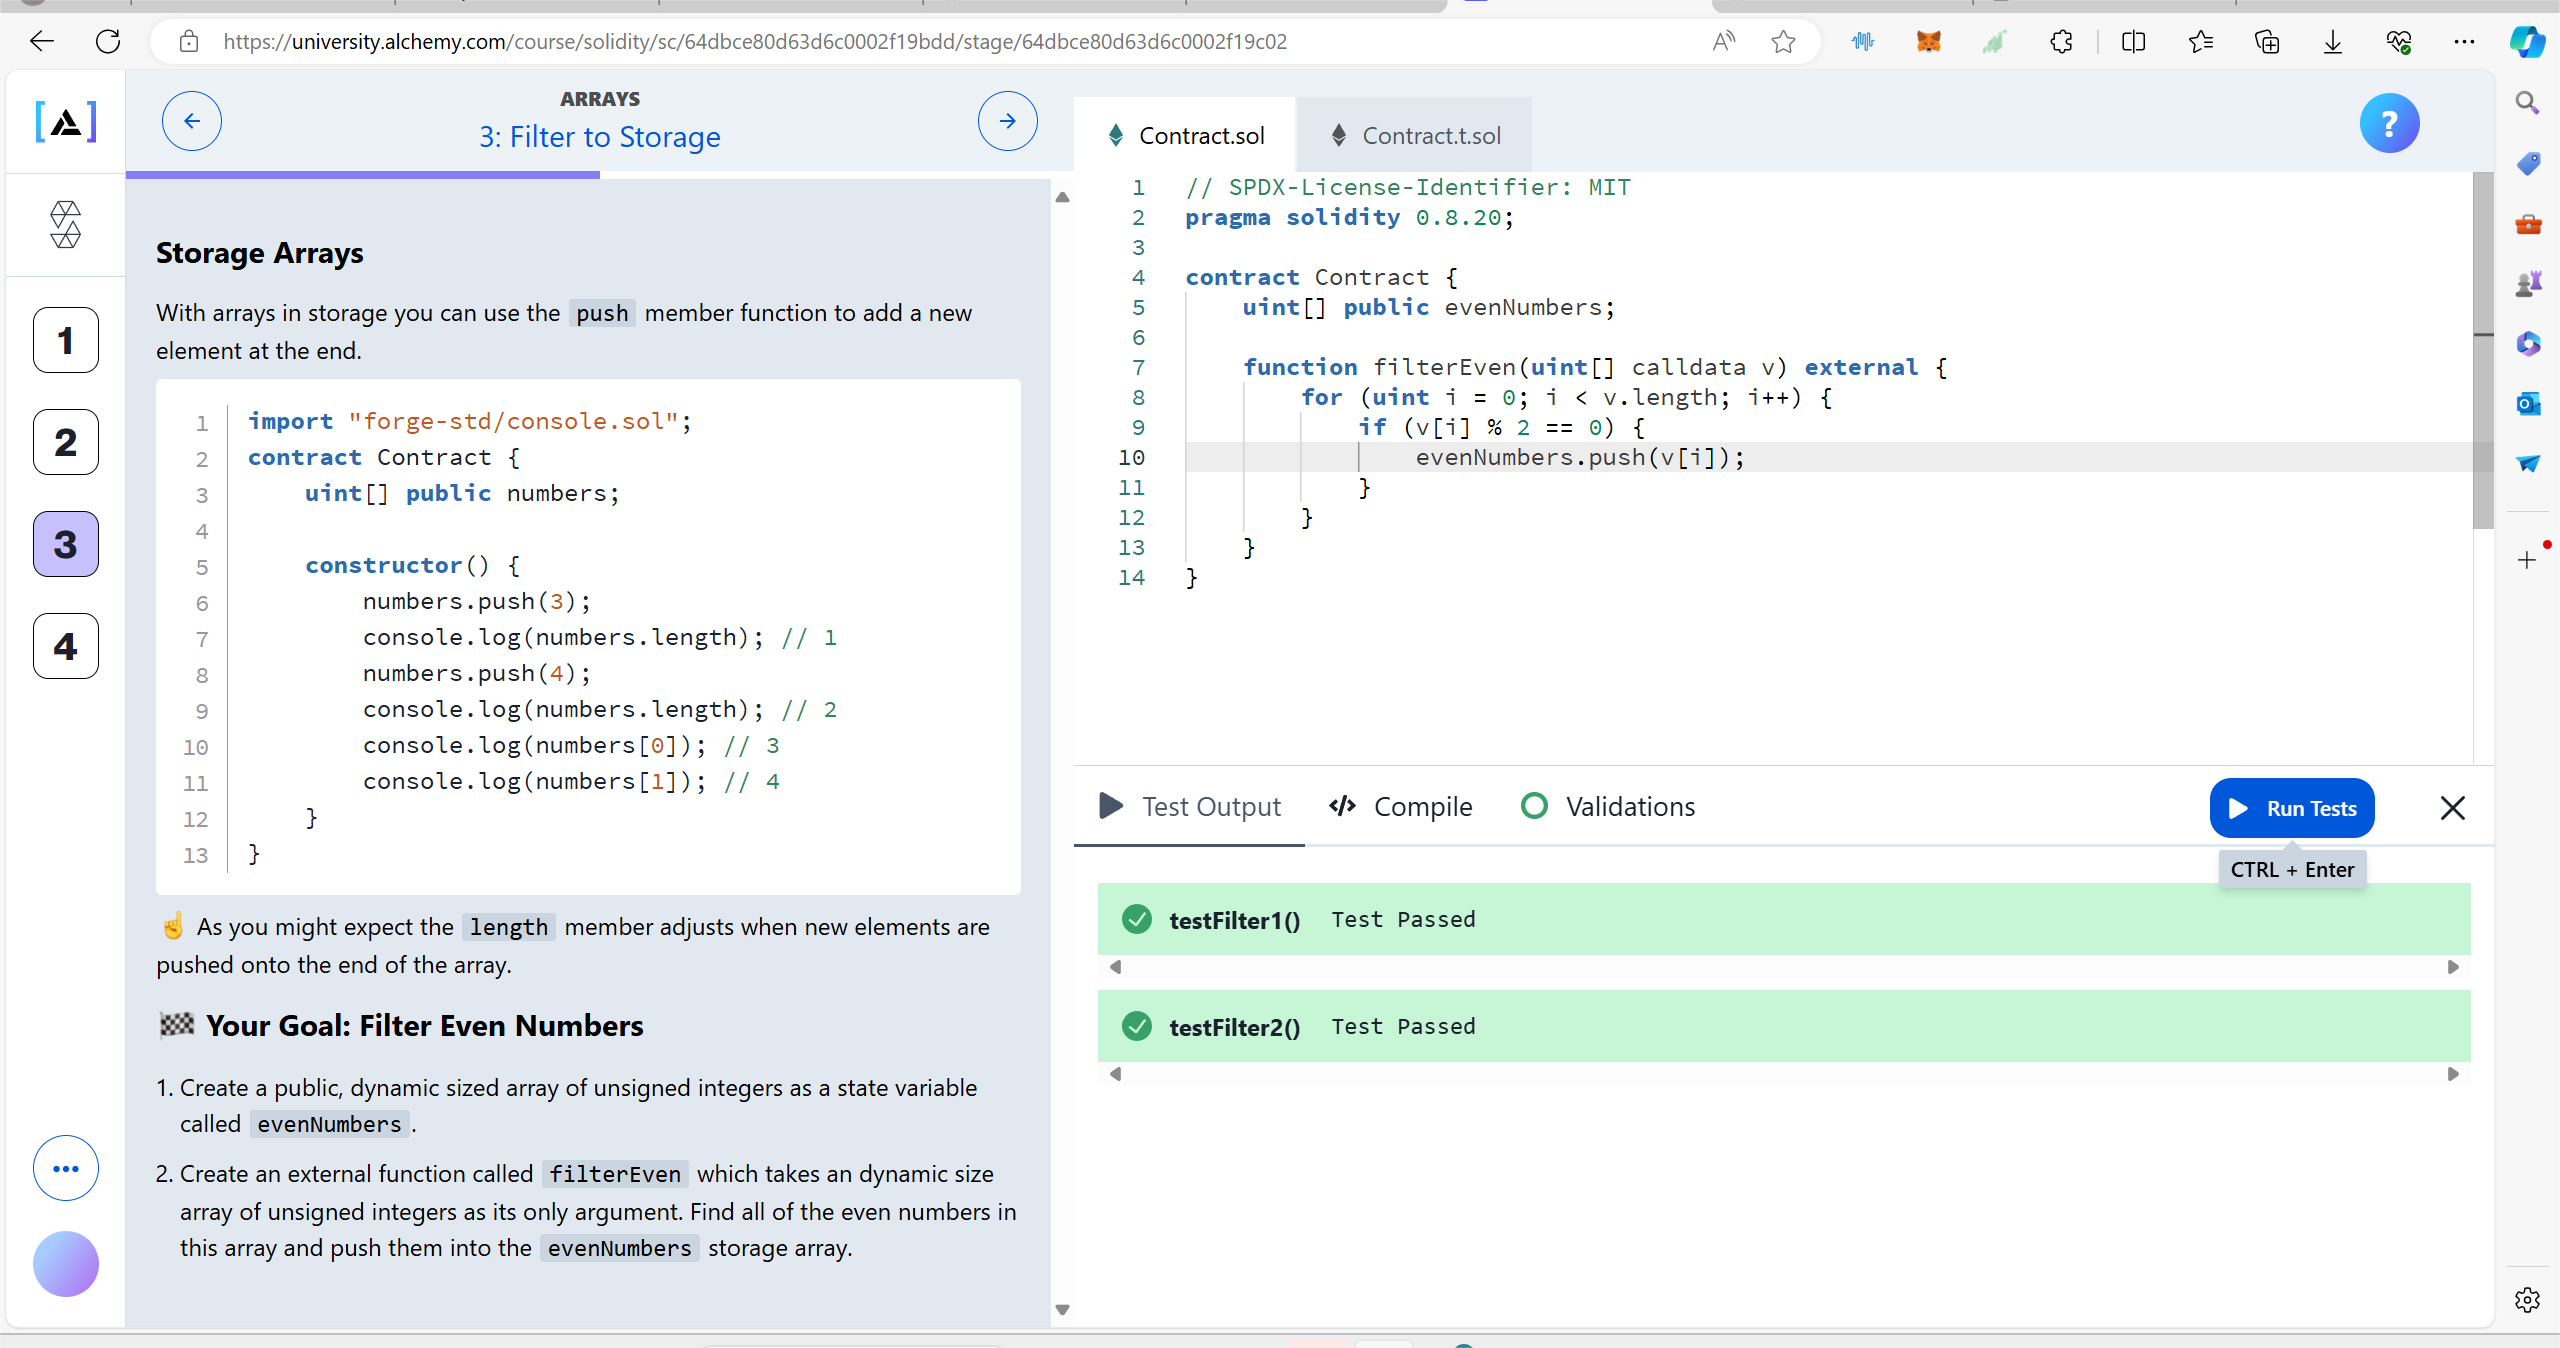 https://university.alchemy.com/course/solidity/sc/64dbce80d63d6c0002f19bdd/stage/64dbce80d63d6c0002f19c02
ARRAYS
3: Filter to Storage
1
2
3
4
Storage Arrays
With arrays in storage you can use the push member function to add a new
element at the end.
1 import "forge-std/console.sol";
2 contract Contract {
3     uint[] public numbers;
4
5     constructor() {
6         numbers.push(3);
7         console.log(numbers.length); // 1
8         numbers.push(4);
9         console.log(numbers.length); // 2
10         console.log(numbers[0]); // 3
11         console.log(numbers[1]); // 4
12     }
13 }
☝ As you might expect the length member adjusts when new elements are
pushed onto the end of the array.
🏁 Your Goal: Filter Even Numbers
1. Create a public, dynamic sized array of unsigned integers as a state variable
called evenNumbers .
2. Create an external function called filterEven which takes an dynamic size
array of unsigned integers as its only argument. Find all of the even numbers in
this array and push them into the evenNumbers storage array.
Contract.sol
Contract.t.sol
?
1 // SPDX-License-Identifier: MIT
2 pragma solidity 0.8.20;
3
4 contract Contract {
5     uint[] public evenNumbers;
6
7     function filterEven(uint[] calldata v) external {
8         for (uint i = 0; i < v.length; i++) {
9             if (v[i] % 2 == 0) {
10                 evenNumbers.push(v[i]);
11             }
12         }
13     }
14 }
Test Output
Compile
Validations
Run Tests
CTRL + Enter
testFilter1() Test Passed
testFilter2() Test Passed